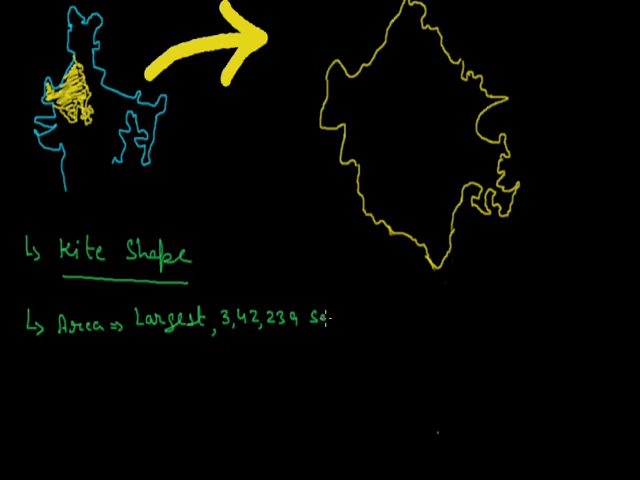 ↳ Kite Shape
↳ Area ⇒ Largest, 3,42,239 S